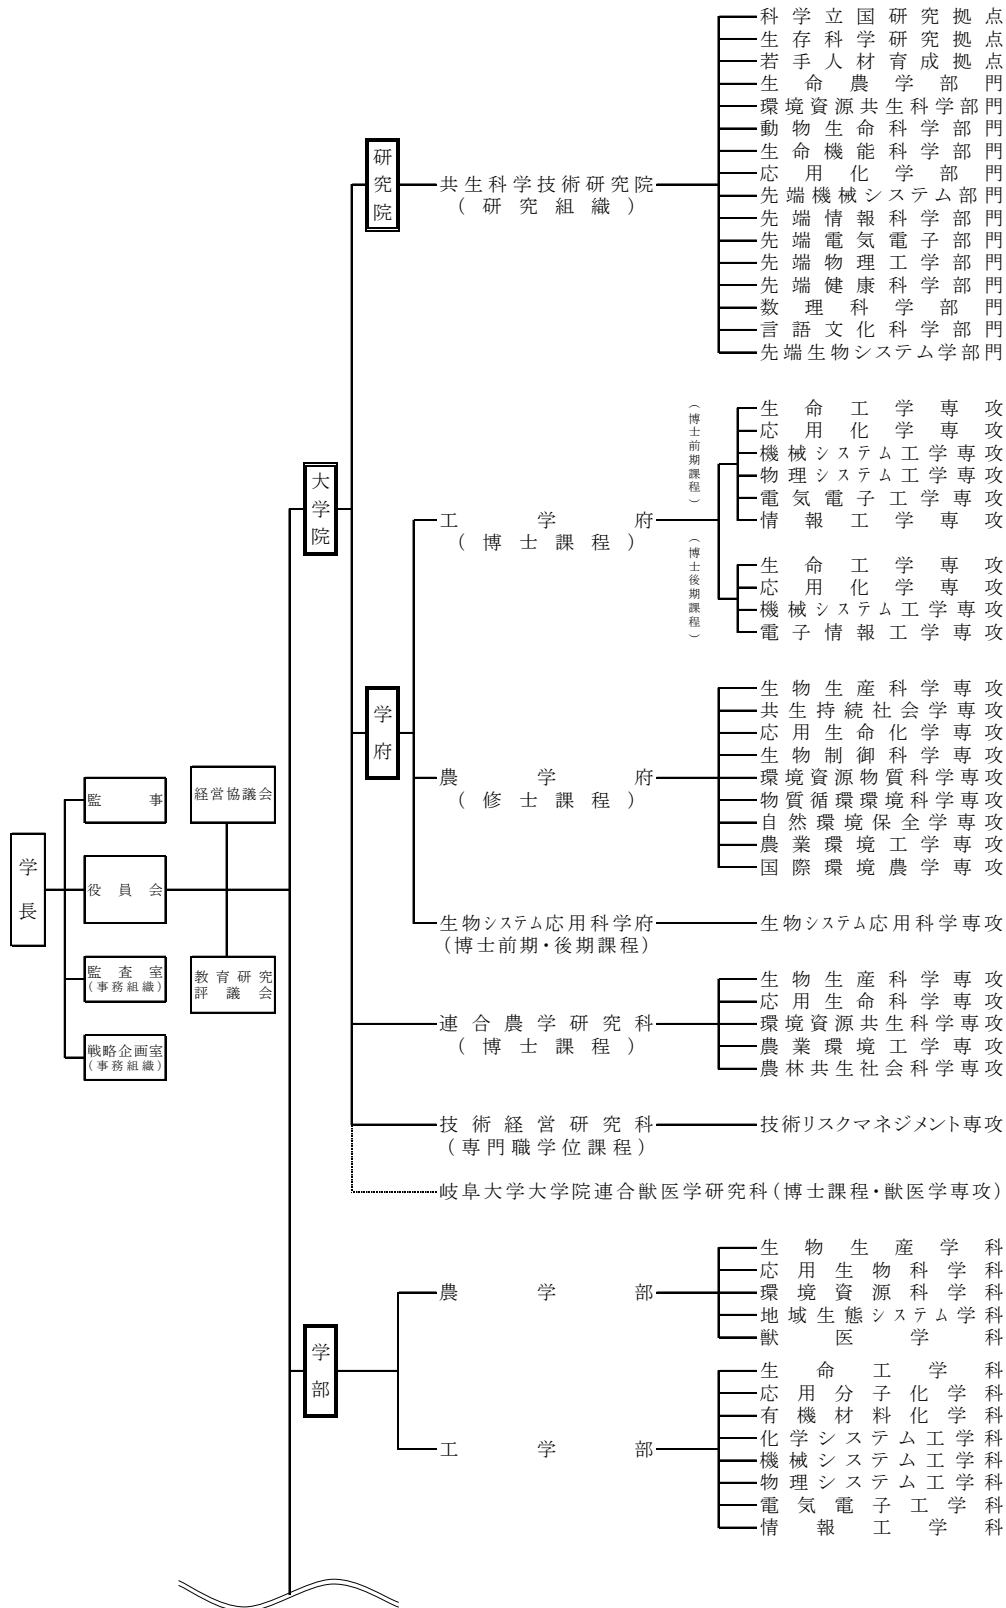 学長
監事
役員会
監査室
(事務組織)
戦略企画室
(事務組織)
経営協議会
教育研究
評議会
大学院
研究院
共生科学技術研究院
(研究組織)
科学立国研究拠点
生存科学研究拠点
若手人材育成拠点
生命農学部門
環境資源共生科学部門
動物生命科学部門
生命機能科学部門
応用化学部門
先端機械システム部門
先端情報科学部門
先端電気電子部門
先端物理工学部門
先端健康科学部門
数理科学部門
言語文化科学部門
先端生物システム学部門
学府
工学府
(博士課程)
(博士前期課程)
生命工学専攻
応用化学専攻
機械システム工学専攻
物理システム工学専攻
電気電子工学専攻
情報工学専攻
(博士後期課程)
生命工学専攻
応用化学専攻
機械システム工学専攻
電子情報工学専攻
農学府
(修士課程)
生物生産科学専攻
共生持続社会学専攻
応用生命化学専攻
生物制御科学専攻
環境資源物質科学専攻
物質循環環境科学専攻
自然環境保全学専攻
農業環境工学専攻
国際環境農学専攻
生物システム応用科学府
(博士前期・後期課程)
生物システム応用科学専攻
連合農学研究科
(博士課程)
生物生産科学専攻
応用生命科学専攻
環境資源共生科学専攻
農業環境工学専攻
農林共生社会科学専攻
技術経営研究科
(専門職学位課程)
技術リスクマネジメント専攻
岐阜大学大学院連合獣医学研究科(博士課程・獣医学専攻)
学部
農学部
生物生産学科
応用生物科学科
環境資源科学科
地域生態システム学科
獣医学科
工学部
生命工学科
応用分子化学科
有機材料化学科
化学システム工学科
機械システム工学科
物理システム工学科
電気電子工学科
情報工学科